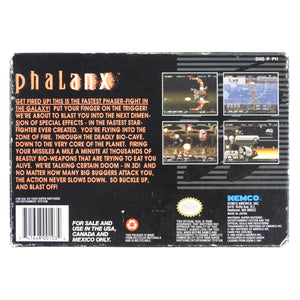 SNS P PH
phalanx
GET FIRED UP! THIS IS THE FASTEST PHASER-FIGHT IN
THE GALAXY! PUT YOUR FINGER ON THE TRIGGER!
WE'RE ABOUT TO BLAST YOU INTO THE NEXT DIMEN-
SION OF SPECIAL EFFECTS - IN THE FASTEST STAR-
FIGHTER EVER CREATED. YOU'RE FLYING INTO THE
ZONE OF FIRE. THROUGH THE DEADLY BIO-CAVE.
DOWN TO THE VERY CORE OF THE PLANET. FIRING
YOUR MISSLES A MILE A MINUTE AT THOUSANDS OF
BEASTLY BIO-WEAPONS THAT ARE TRYING TO EAT YOU
ALIVE. WE'RE TALKING CERTAIN DOOM - IN 3D! AND
NO MATTER HOW MANY BIG BUGGERS ATTACK YOU,
THE ACTION NEVER SLOWS DOWN. SO BUCKLE UP,
AND BLAST OFF!
FOR SALE AND
USE IN THE USA,
CANADA AND
MEXICO ONLY.
KEMCO
KEMCO AMERICA, INC.